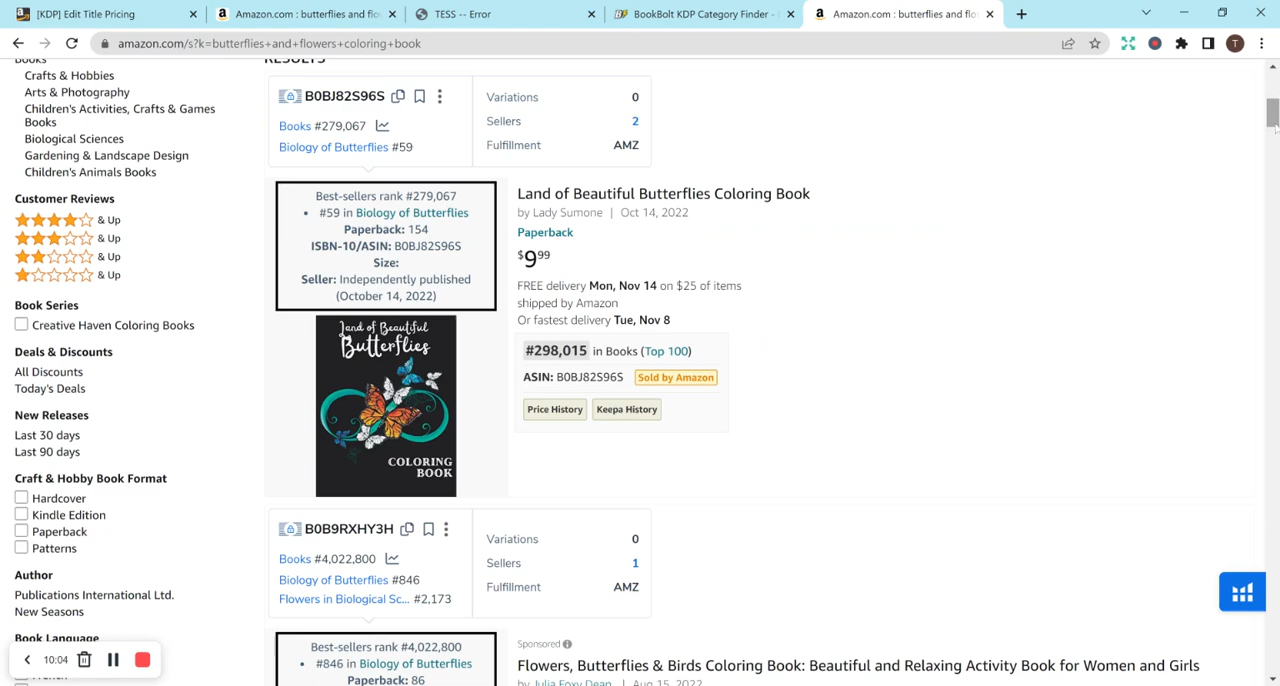 [KDP] Edit Title Pricing
Amazon.com : butterflies and flo
TESS -- Error
BookBolt KDP Category Finder -
Amazon.com : butterflies and flo
amazon.com/s?k=butterflies+and+flowers+coloring+book
T
Books
Crafts & Hobbies
Arts & Photography
Children's Activities, Crafts & Games
Books
Biological Sciences
Gardening & Landscape Design
Children's Animals Books
Customer Reviews
& Up
& Up
& Up
& Up
Book Series
Creative Haven Coloring Books
Deals & Discounts
All Discounts
Today's Deals
New Releases
Last 30 days
Last 90 days
Craft & Hobby Book Format
Hardcover
Kindle Edition
Paperback
Patterns
Author
Publications International Ltd.
New Seasons
Book Language
10:04
RESULTS
B0BJ82S96S
Books #279,067
Biology of Butterflies #59
Variations 0
Sellers 2
Fulfillment AMZ
Best-sellers rank #279,067
• #59 in Biology of Butterflies
Paperback: 154
ISBN-10/ASIN: B0BJ82S96S
Size:
Seller: Independently published
(October 14, 2022)
Land of Beautiful
Butterflies
COLORING
BOOK
Land of Beautiful Butterflies Coloring Book
by Lady Sumone | Oct 14, 2022
Paperback
$9 99
FREE delivery Mon, Nov 14 on $25 of items
shipped by Amazon
Or fastest delivery Tue, Nov 8
#298,015 in Books (Top 100)
ASIN: B0BJ82S96S Sold by Amazon
Price History Keepa History
B0B9RXHY3H
Books #4,022,800
Biology of Butterflies #846
Flowers in Biological Sc... #2,173
Variations 0
Sellers 1
Fulfillment AMZ
Best-sellers rank #4,022,800
• #846 in Biology of Butterflies
Paperback: 86
Sponsored
Flowers, Butterflies & Birds Coloring Book: Beautiful and Relaxing Activity Book for Women and Girls
by Julia Foxy Dean | Aug 15, 2022